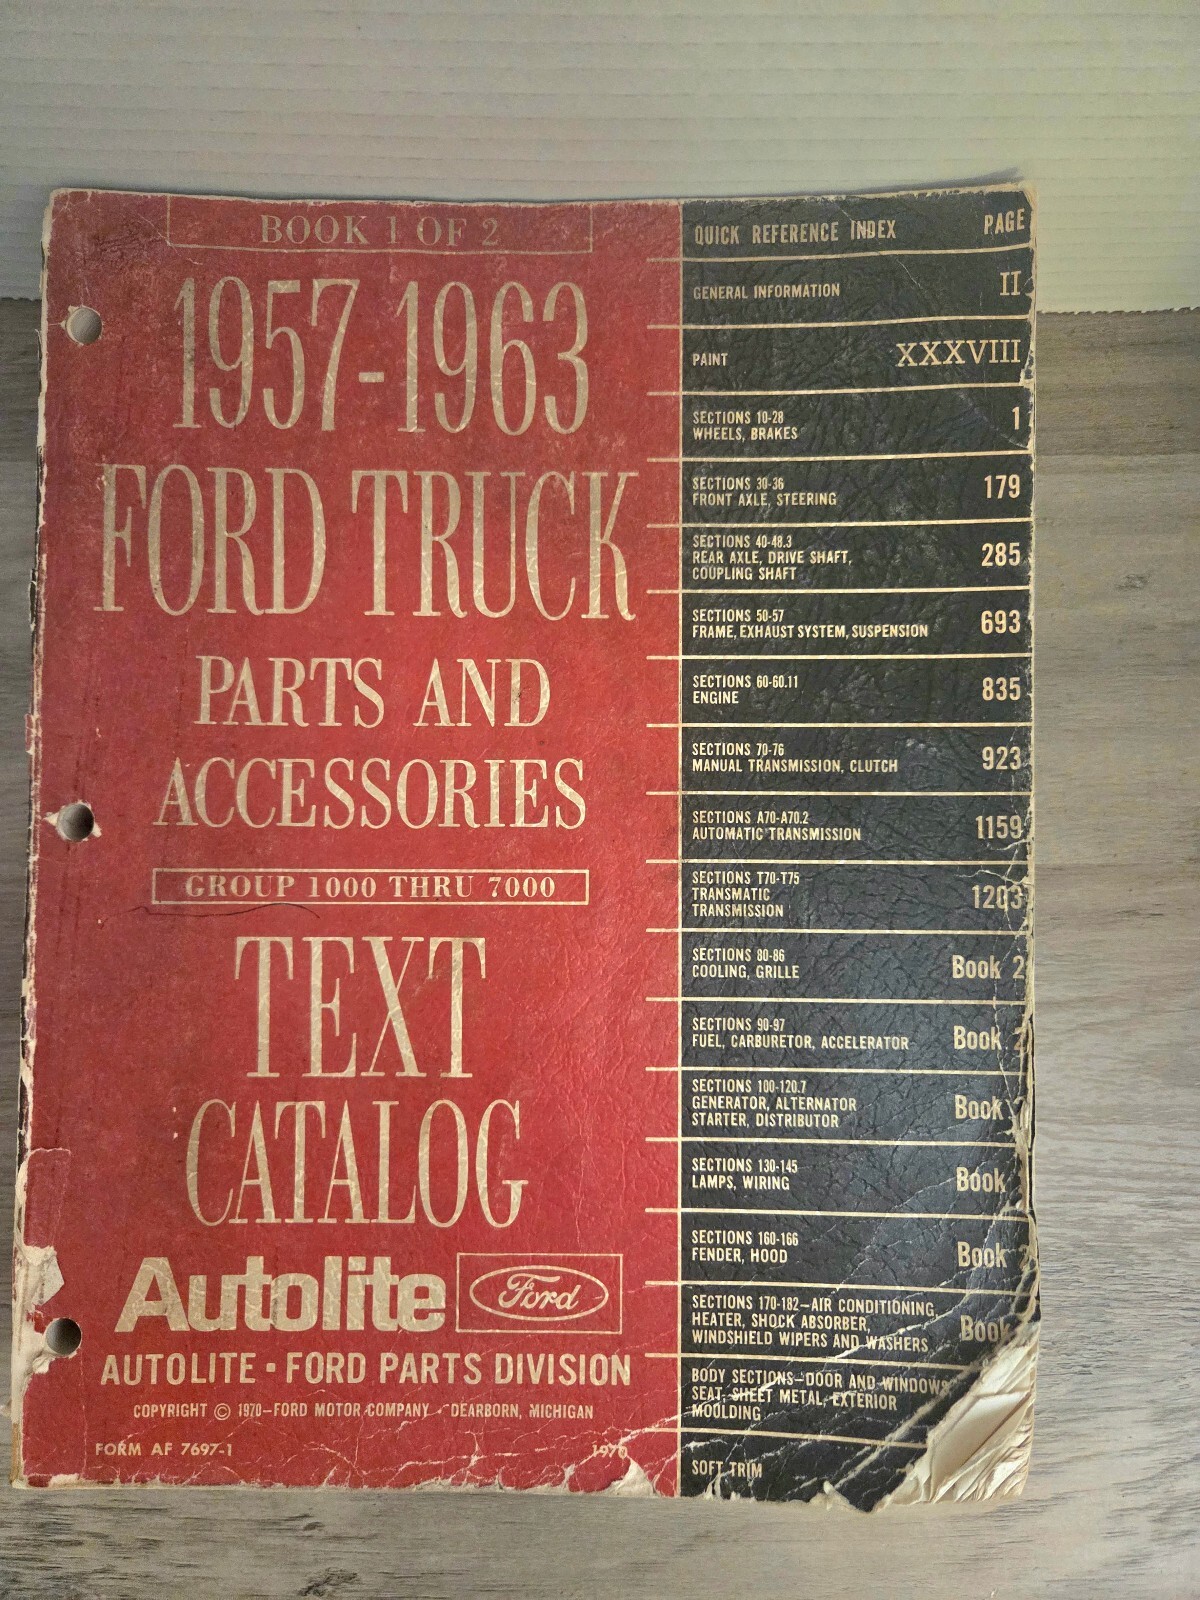 BOOK 1 OF 2
1957-1963
FORD TRUCK
PARTS AND
ACCESSORIES
GROUP 1000 THRU 7000
TEXT
CATALOG
Autolite Ford
AUTOLITE • FORD PARTS DIVISION
COPYRIGHT © 1970-FORD MOTOR COMPANY - DEARBORN, MICHIGAN
FORM AF 7697-1 1970
QUICK REFERENCE INDEX PAGE
GENERAL INFORMATION II
PAINT XXXVIII
SECTIONS 10-28
WHEELS, BRAKES 1
SECTIONS 30-36
FRONT AXLE, STEERING 179
SECTIONS 40-48.3
REAR AXLE, DRIVE SHAFT, 285
COUPLING SHAFT
SECTIONS 50-57
FRAME, EXHAUST SYSTEM, SUSPENSION 693
SECTIONS 60-60.11
ENGINE 835
SECTIONS 70-76
MANUAL TRANSMISSION, CLUTCH 923
SECTIONS A70-A70.2
AUTOMATIC TRANSMISSION 1159
SECTIONS T70-T75
TRANSMATIC 1203
TRANSMISSION
SECTIONS 80-86
COOLING, GRILLE Book 2
SECTIONS 90-97
FUEL, CARBURETOR, ACCELERATOR Book 2
SECTIONS 100-120.7
GENERATOR, ALTERNATOR Book 2
STARTER, DISTRIBUTOR
SECTIONS 130-145
LAMPS, WIRING Book
SECTIONS 160-166
FENDER, HOOD Book 2
SECTIONS 170-182-AIR CONDITIONING,
HEATER, SHOCK ABSORBER, Book
WINDSHIELD WIPERS AND WASHERS
BODY SECTIONS-DOOR AND WINDOWS
SEAT, SHEET METAL, EXTERIOR
MOULDING
SOFT TRIM